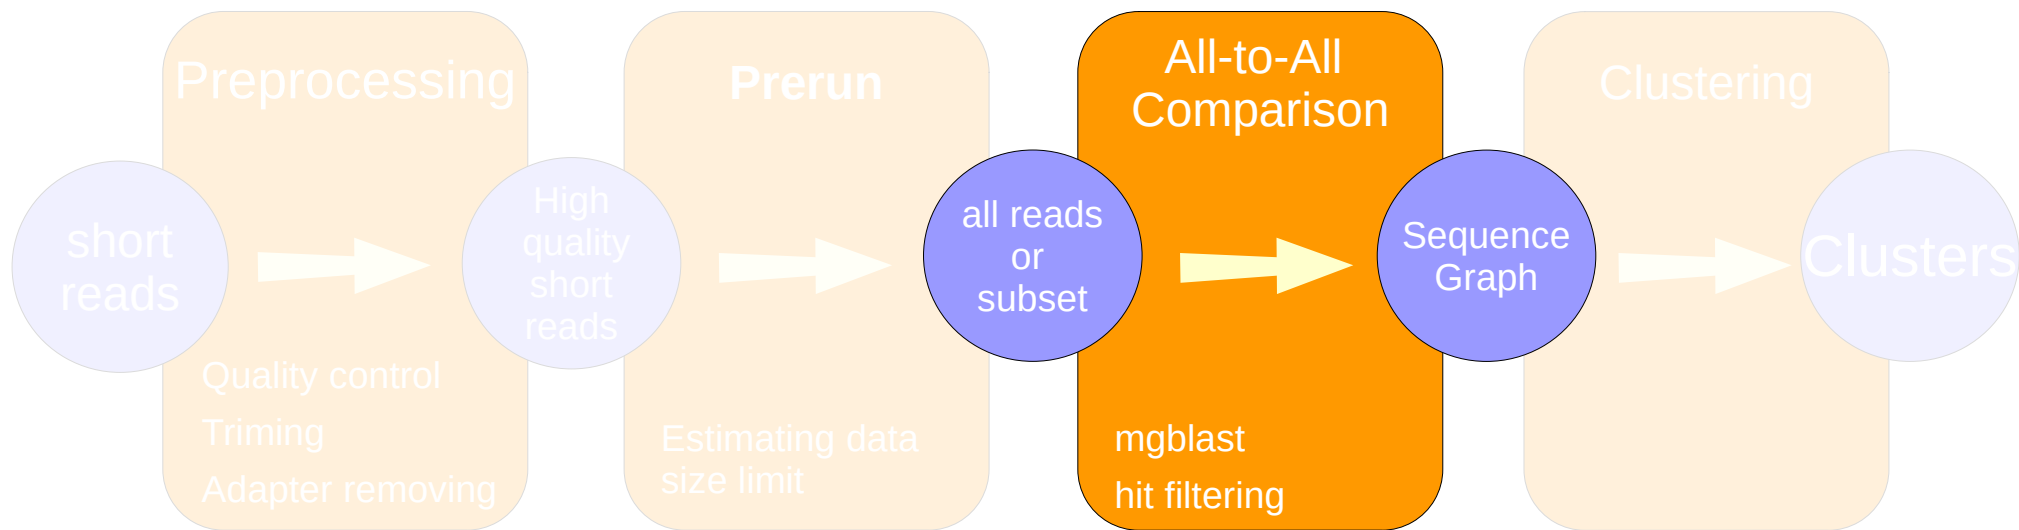 Preprocessing
short
reads
Quality control
Triming
Adapter removing
High
quality
short
reads
Prerun
Estimating data
size limit
all reads
or
subset
All-to-All
Comparison
mgblast
hit filtering
Sequence
Graph
Clustering
Clusters